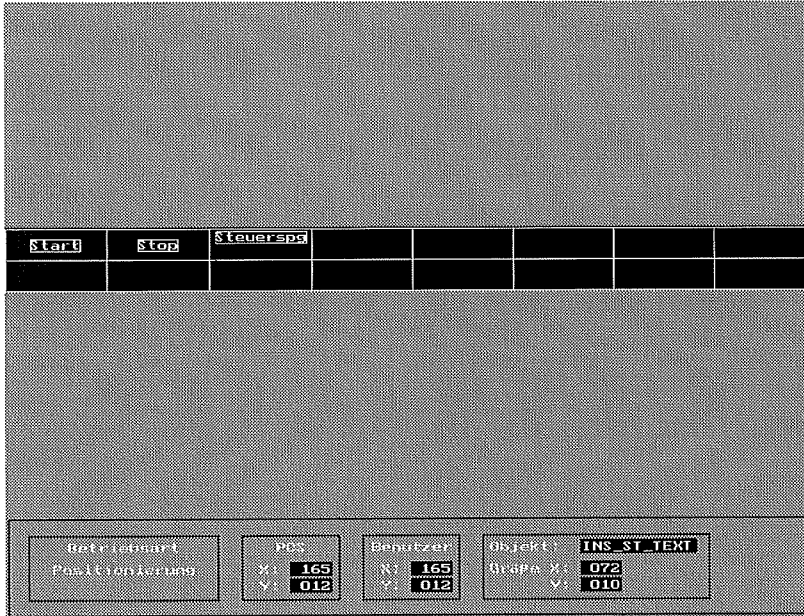 Start Stop Steuerspg
Betriebsart POS Benutzer Objekt: INS_ST_TEXT
Positionierung X: 165 X: 165 Größe X: 072
Y: 012 Y: 012 Y: 010